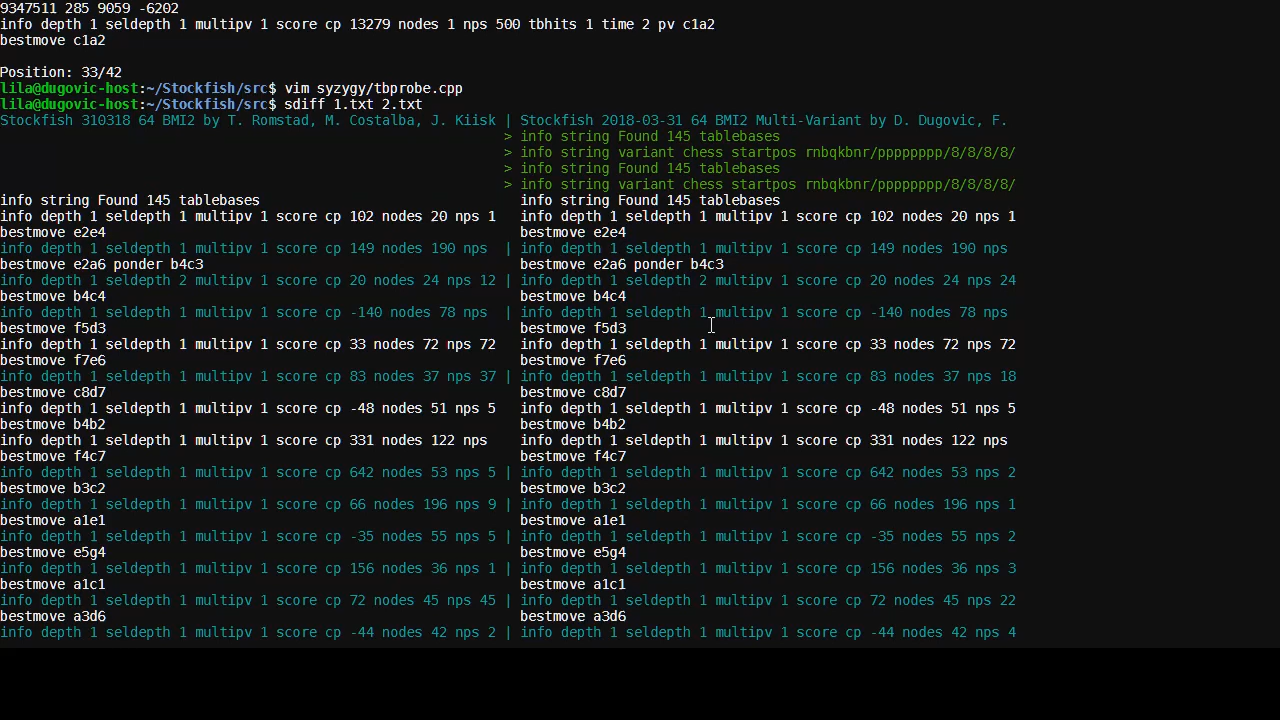 9347511 285 9059 -6202
info depth 1 seldepth 1 multipv 1 score cp 13279 nodes 1 nps 500 tbhits 1 time 2 pv c1a2
bestmove c1a2
Position: 33/42
lila@dugovic-host:~/Stockfish/src$ vim syzygy/tbprobe.cpp
lila@dugovic-host:~/Stockfish/src$ sdiff 1.txt 2.txt
Stockfish 310318 64 BMI2 by T. Romstad, M. Costalba, J. Kiisk | Stockfish 2018-03-31 64 BMI2 Multi-Variant by D. Dugovic, F.
> info string Found 145 tablebases
> info string variant chess startpos rnbqkbnr/pppppppp/8/8/8/8/
> info string Found 145 tablebases
> info string variant chess startpos rnbqkbnr/pppppppp/8/8/8/8/
info string Found 145 tablebases info string Found 145 tablebases
info depth 1 seldepth 1 multipv 1 score cp 102 nodes 20 nps 1 info depth 1 seldepth 1 multipv 1 score cp 102 nodes 20 nps 1
bestmove e2e4 bestmove e2e4
info depth 1 seldepth 1 multipv 1 score cp 149 nodes 190 nps | info depth 1 seldepth 1 multipv 1 score cp 149 nodes 190 nps
bestmove e2a6 ponder b4c3 bestmove e2a6 ponder b4c3
info depth 1 seldepth 2 multipv 1 score cp 20 nodes 24 nps 12 | info depth 1 seldepth 2 multipv 1 score cp 20 nodes 24 nps 24
bestmove b4c4 bestmove b4c4
info depth 1 seldepth 1 multipv 1 score cp -140 nodes 78 nps | info depth 1 seldepth 1 multipv 1 score cp -140 nodes 78 nps
bestmove f5d3 bestmove f5d3
info depth 1 seldepth 1 multipv 1 score cp 33 nodes 72 nps 72 info depth 1 seldepth 1 multipv 1 score cp 33 nodes 72 nps 72
bestmove f7e6 bestmove f7e6
info depth 1 seldepth 1 multipv 1 score cp 83 nodes 37 nps 37 | info depth 1 seldepth 1 multipv 1 score cp 83 nodes 37 nps 18
bestmove c8d7 bestmove c8d7
info depth 1 seldepth 1 multipv 1 score cp -48 nodes 51 nps 5 info depth 1 seldepth 1 multipv 1 score cp -48 nodes 51 nps 5
bestmove b4b2 bestmove b4b2
info depth 1 seldepth 1 multipv 1 score cp 331 nodes 122 nps info depth 1 seldepth 1 multipv 1 score cp 331 nodes 122 nps
bestmove f4c7 bestmove f4c7
info depth 1 seldepth 1 multipv 1 score cp 642 nodes 53 nps 5 | info depth 1 seldepth 1 multipv 1 score cp 642 nodes 53 nps 2
bestmove b3c2 bestmove b3c2
info depth 1 seldepth 1 multipv 1 score cp 66 nodes 196 nps 9 | info depth 1 seldepth 1 multipv 1 score cp 66 nodes 196 nps 1
bestmove a1e1 bestmove a1e1
info depth 1 seldepth 1 multipv 1 score cp -35 nodes 55 nps 5 | info depth 1 seldepth 1 multipv 1 score cp -35 nodes 55 nps 2
bestmove e5g4 bestmove e5g4
info depth 1 seldepth 1 multipv 1 score cp 156 nodes 36 nps 1 | info depth 1 seldepth 1 multipv 1 score cp 156 nodes 36 nps 3
bestmove a1c1 bestmove a1c1
info depth 1 seldepth 1 multipv 1 score cp 72 nodes 45 nps 45 | info depth 1 seldepth 1 multipv 1 score cp 72 nodes 45 nps 22
bestmove a3d6 bestmove a3d6
info depth 1 seldepth 1 multipv 1 score cp -44 nodes 42 nps 2 | info depth 1 seldepth 1 multipv 1 score cp -44 nodes 42 nps 4